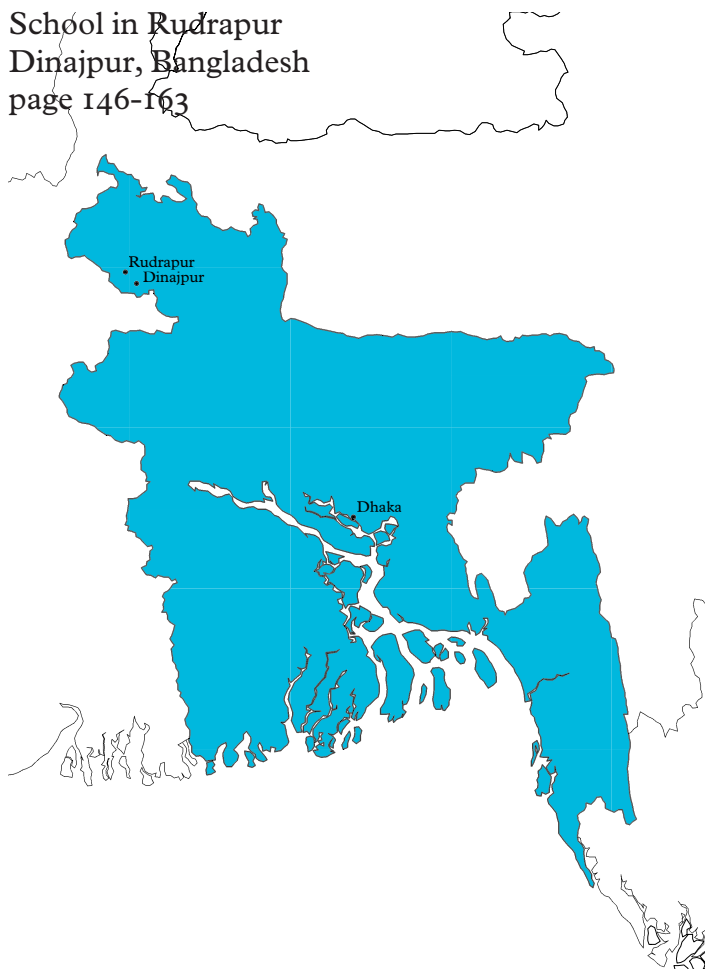 School in Rudrapur
Dinajpur, Bangladesh
page 146-163
Rudrapur
Dinajpur
Dhaka